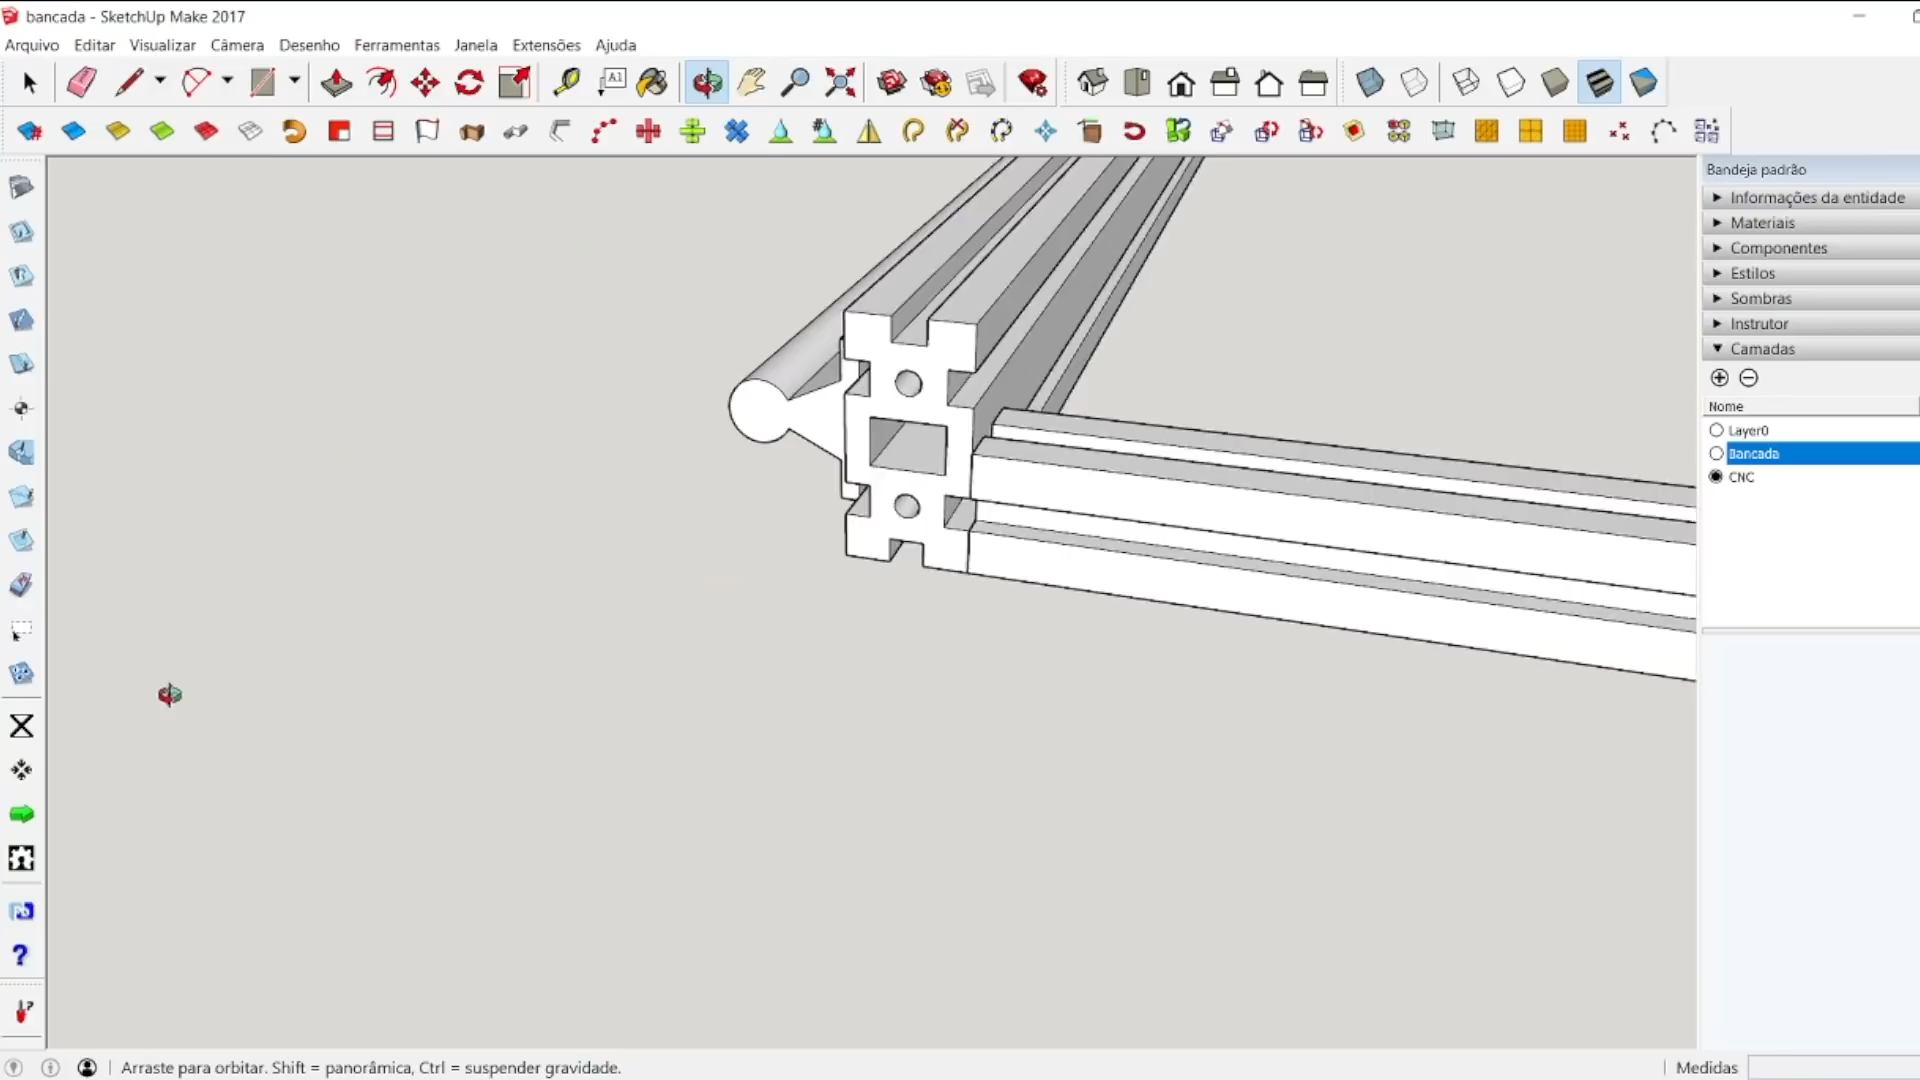 bancada - SketchUp Make 2017
Arquivo Editar Visualizar Câmera Desenho Ferramentas Janela Extensões Ajuda
A1
Bandeja padrão
Informações da entidade
Materiais
Componentes
Estilos
Sombras
Instrutor
Camadas
Nome
Layer0
Bancada
CNC
?
Arraste para orbitar. Shift = panorâmica, Ctrl = suspender gravidade.
Medidas